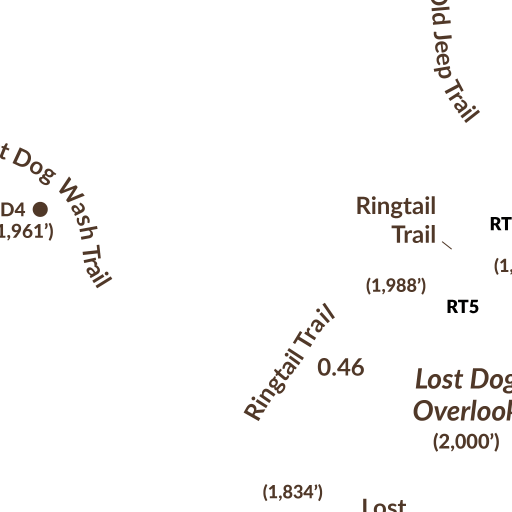 Old Jeep Trail
t Dog Wash Trail
D4
1,961’)
Ringtail
Trail
RT
(1,
(1,988’)
RT5
Ringtail Trail
0.46
Lost Dog
Overlook
(2,000’)
(1,834’)
Lost